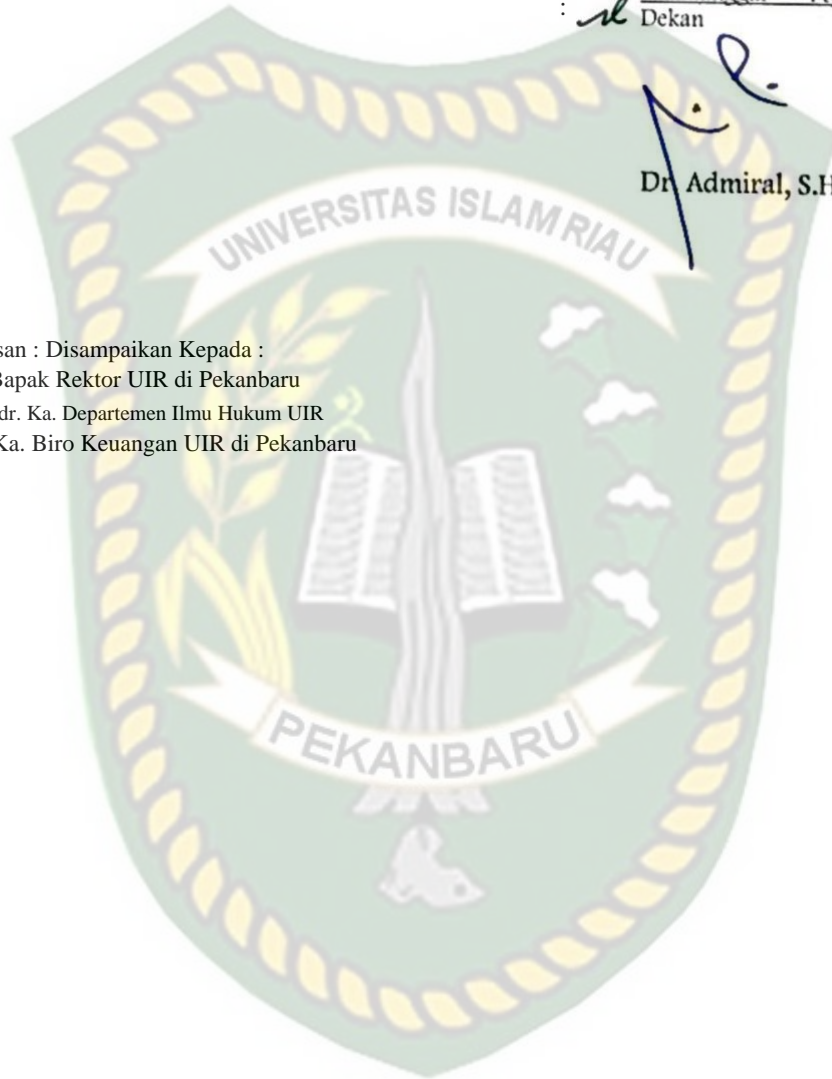 :
Dekan
Dr. Admiral, S.H
UNIVERSITAS ISLAM RIAU
san : Disampaikan Kepada :
Bapak Rektor UIR di Pekanbaru
dr. Ka. Departemen Ilmu Hukum UIR
Ka. Biro Keuangan UIR di Pekanbaru
PEKANBARU